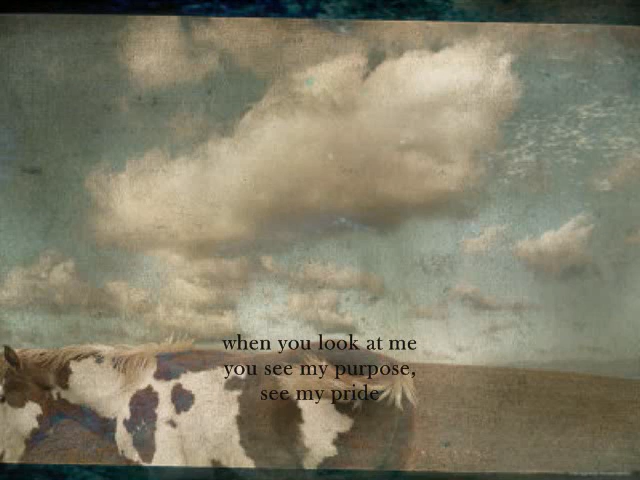 when you look at me
you see my purpose,
see my pride